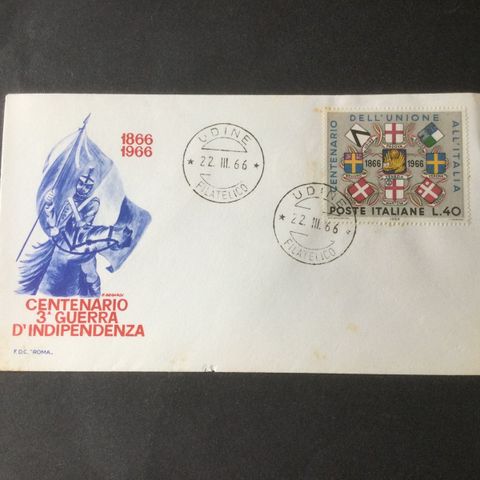 1866
1966
CENTENARIO
3ª GUERRA
D'INDIPENDENZA
F.D.C. "ROMA"
UDINE
* 22. III. 66 *
FILATELICO
UDINE
* 22. III. 66
FILATELICO
CENTENARIO
DELL'UNIONE
ALL'ITALIA
1866
1966
VENEZIA
POSTE ITALIANE L.40